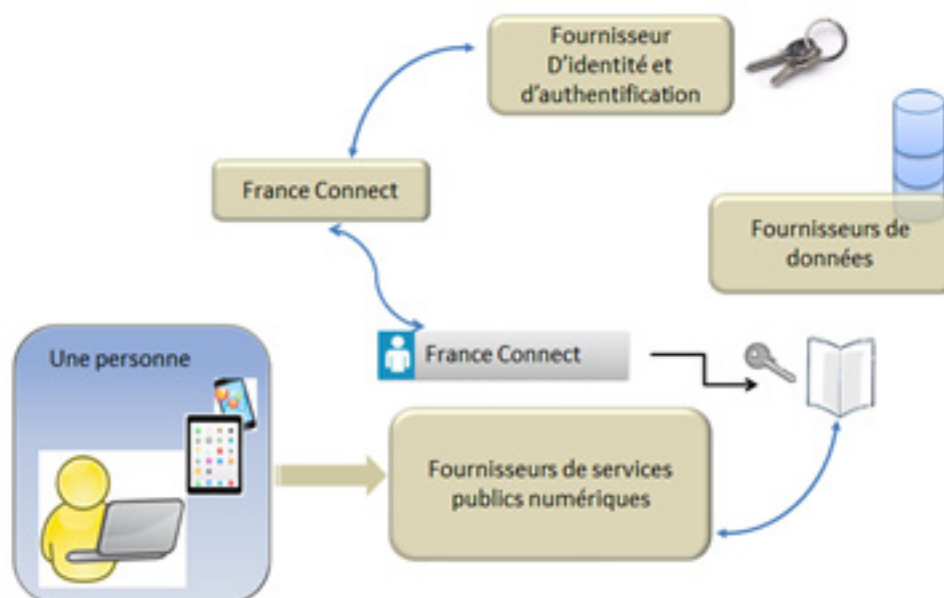 Fournisseur
D'identité et
d'authentification
France Connect
Fournisseurs de
données
Une personne
France Connect
Fournisseurs de services
publics numériques